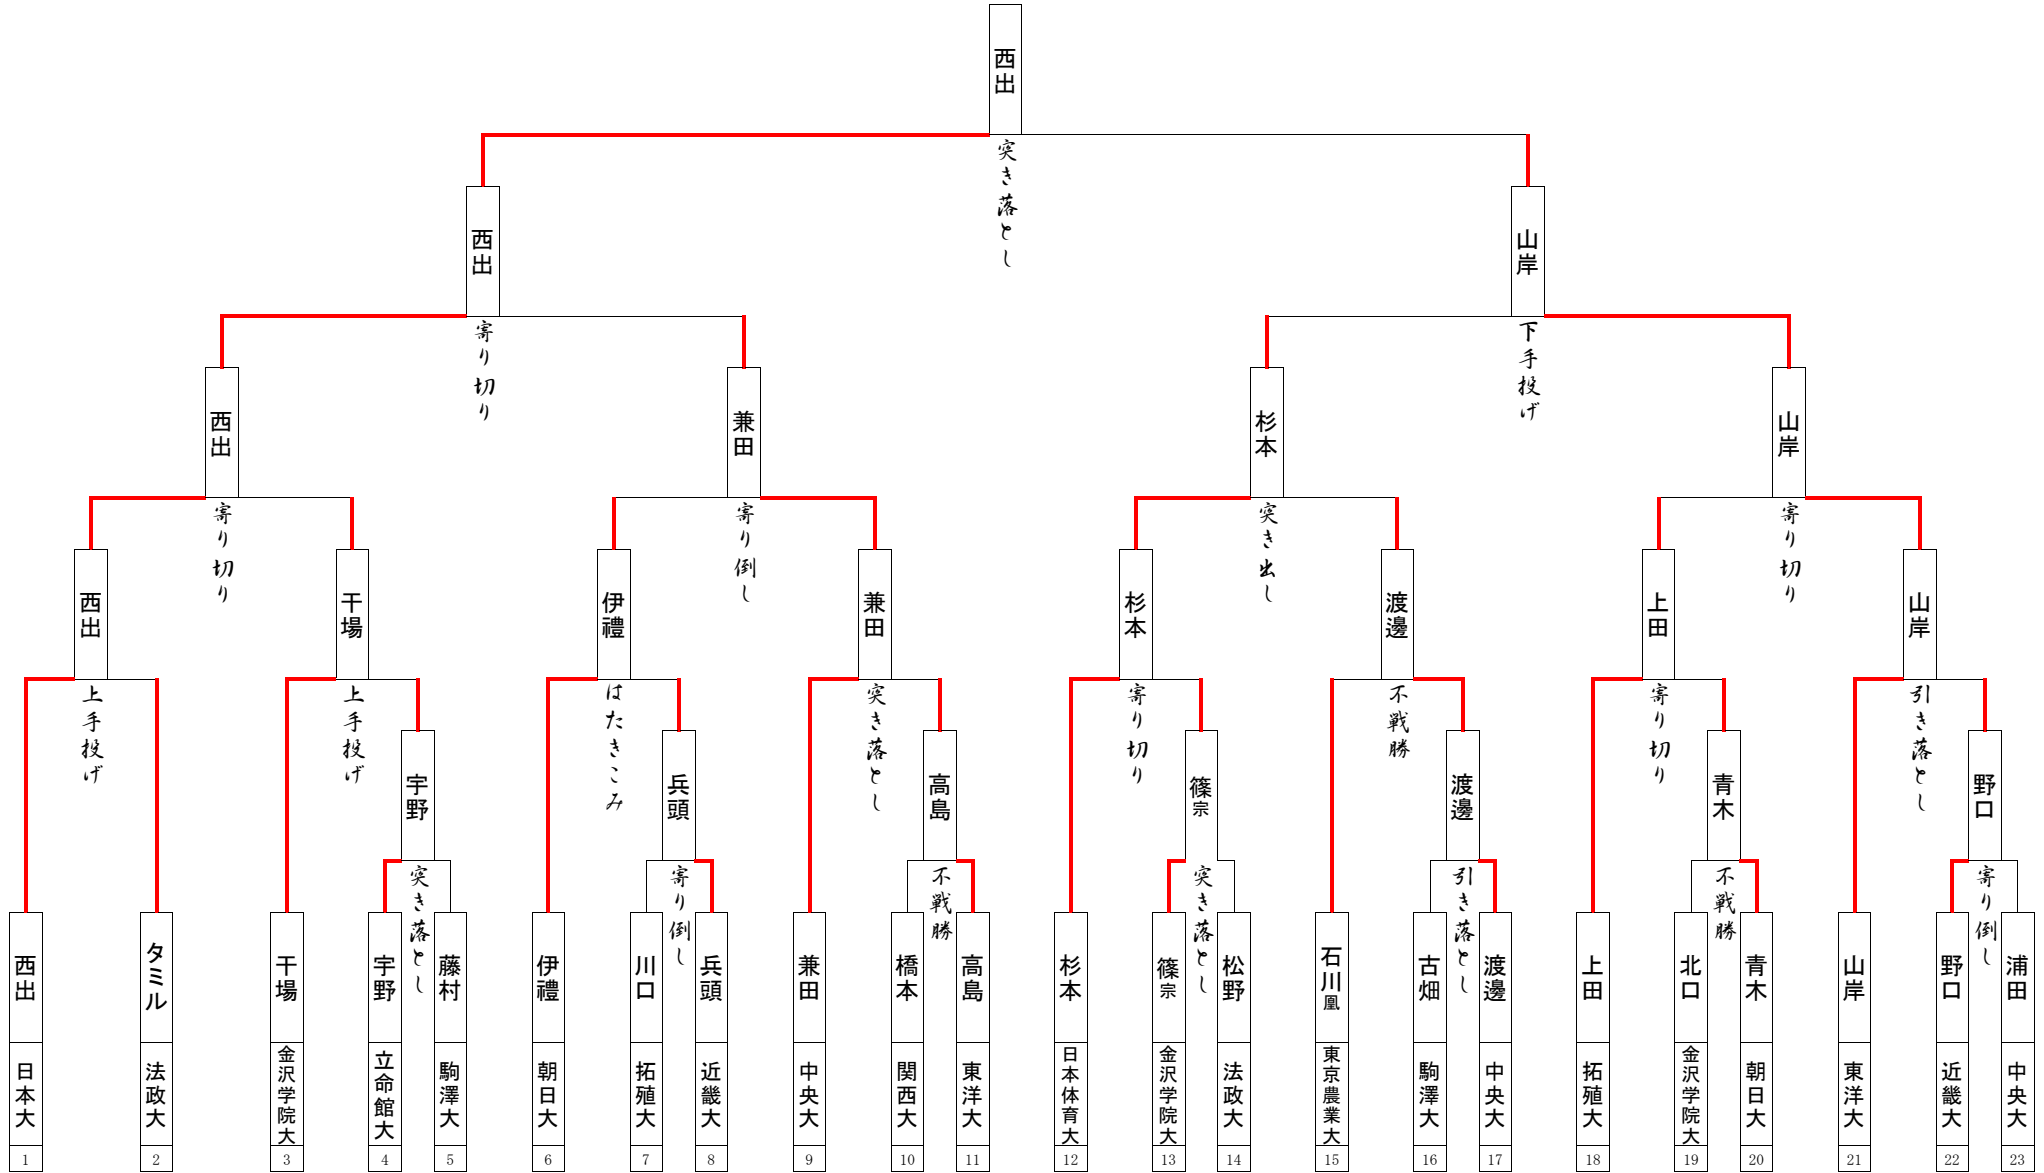 西出
突き落とし
西出
山岸
寄り切り
下手投げ
西出
兼田
杉本
山岸
寄り切り
寄り倒し
突き出し
寄り切り
西出
干場
伊禮
兼田
杉本
渡邊
上田
山岸
上手投げ
上手投げ
はたきこみ
突き落とし
寄り切り
不戦勝
寄り切り
引き落とし
宇野
兵頭
高島
篠宗
渡邊
青木
野口
突き落とし
寄り倒し
不戦勝
突き落とし
引き落とし
不戦勝
寄り倒し
西出
タミル
干場
宇野
藤村
伊禮
川口
兵頭
兼田
橋本
高島
杉本
篠宗
松野
石川凰
古畑
渡邊
上田
北口
青木
山岸
野口
浦田
日本大
法政大
金沢学院大
立命館大
駒澤大
朝日大
拓殖大
近畿大
中央大
関西大
東洋大
日本体育大
金沢学院大
法政大
東京農業大
駒澤大
中央大
拓殖大
金沢学院大
朝日大
東洋大
近畿大
中央大
1
2
3
4
5
6
7
8
9
10
11
12
13
14
15
16
17
18
19
20
21
22
23